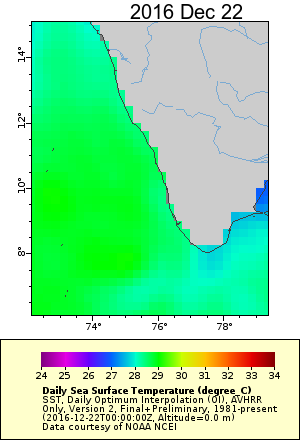 2016 Dec 22
14°
12°
10°
8°
74° 76° 78°
24 25 26 27 28 29 30 31 32 33 34
Daily Sea Surface Temperature (degree_C)
SST, Daily Optimum Interpolation (OI), AVHRR
Only, Version 2, Final+Preliminary, 1981-present
(2016-12-22T00:00:00Z, Altitude=0.0 m)
Data courtesy of NOAA NCEI